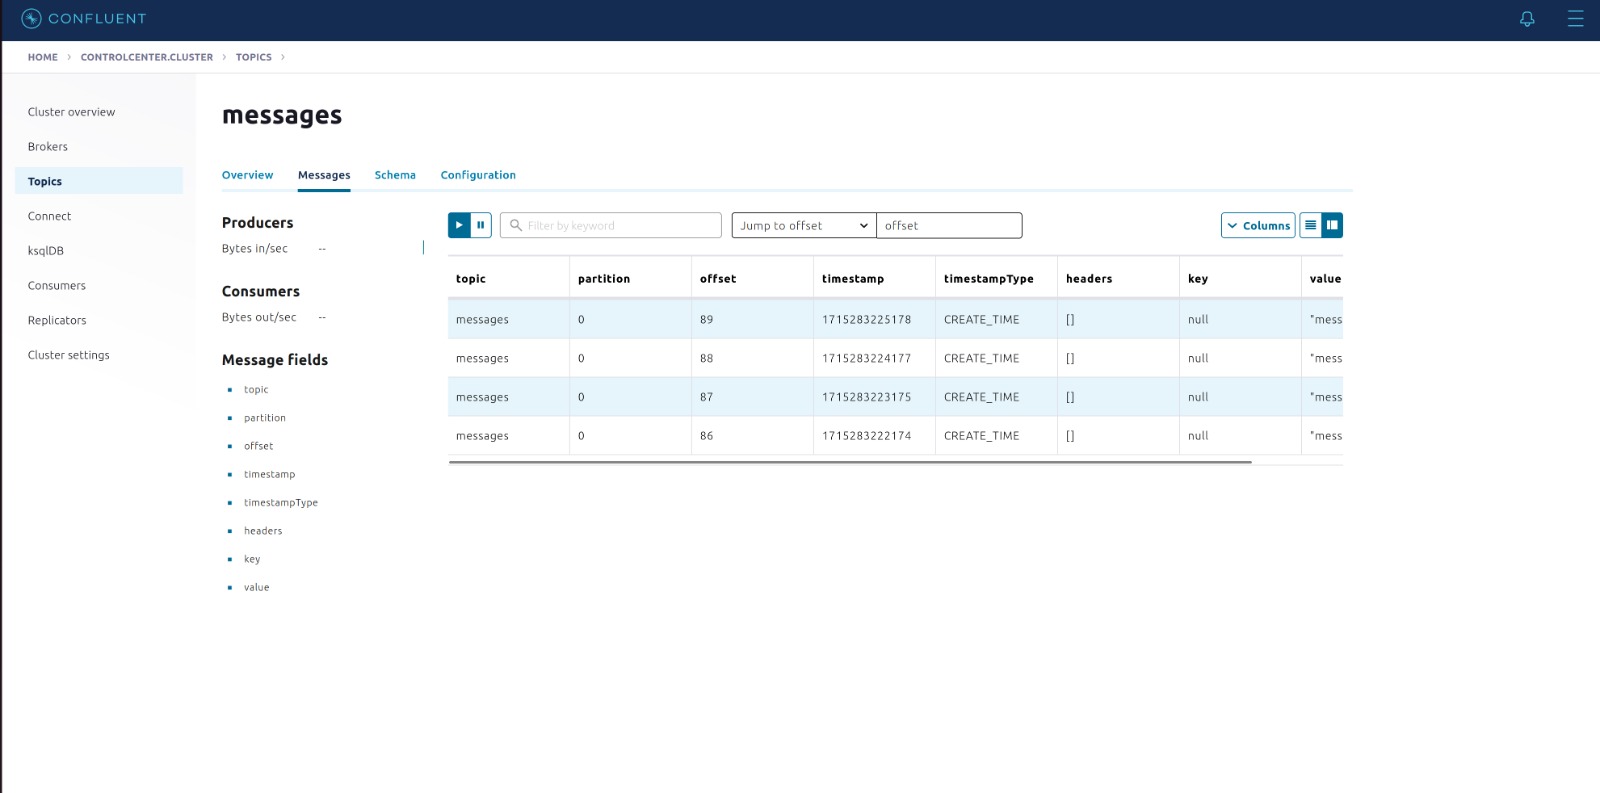 CONFLUENT
HOME > CONTROLCENTER.CLUSTER > TOPICS >
Cluster overview
Brokers
Topics
Connect
ksqlDB
Consumers
Replicators
Cluster settings
messages
Overview Messages Schema Configuration
Producers
Bytes in/sec --
Consumers
Bytes out/sec --
Message fields
topic
partition
offset
timestamp
timestampType
headers
key
value
Filter by keyword Jump to offset offset Columns
topic partition offset timestamp timestampType headers key value
messages 0 89 1715283225178 CREATE_TIME [] null "mess
messages 0 88 1715283224177 CREATE_TIME [] null "mess
messages 0 87 1715283223175 CREATE_TIME [] null "mess
messages 0 86 1715283222174 CREATE_TIME [] null "mess